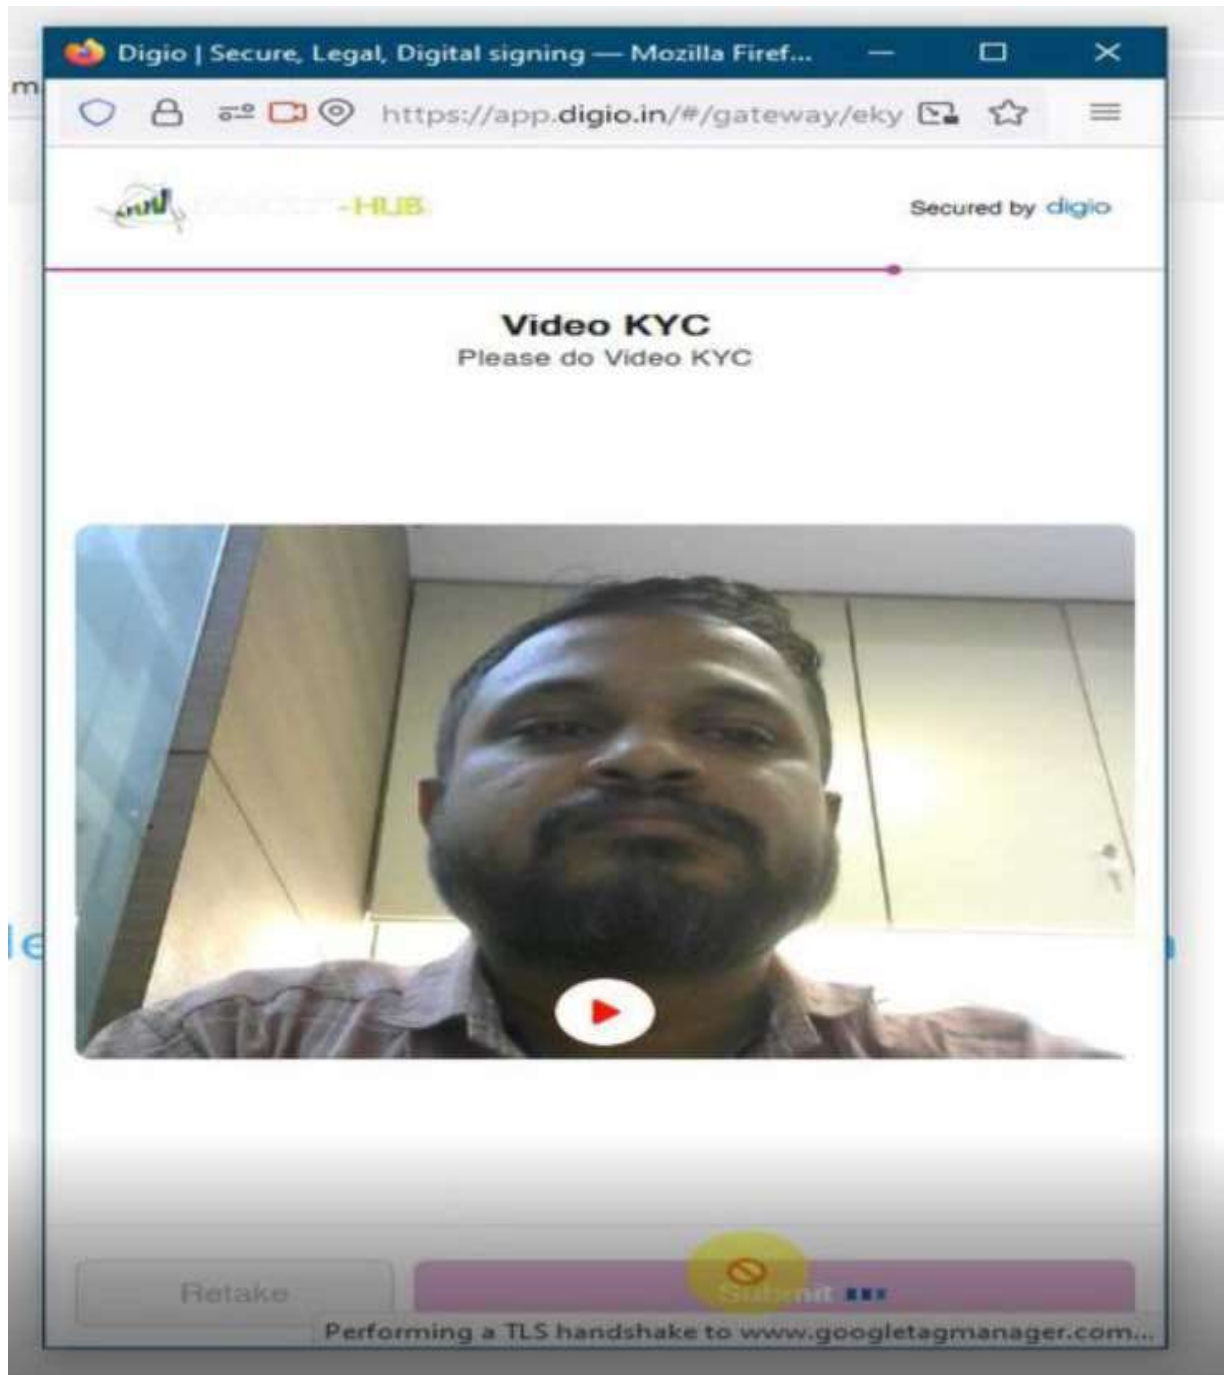 Digio | Secure, Legal, Digital signing — Mozilla Firef...
https://app.digio.in/#/gateway/eky
-HUB
Secured by digio
Video KYC
Please do Video KYC
Retake
Submit
Performing a TLS handshake to www.googletagmanager.com...